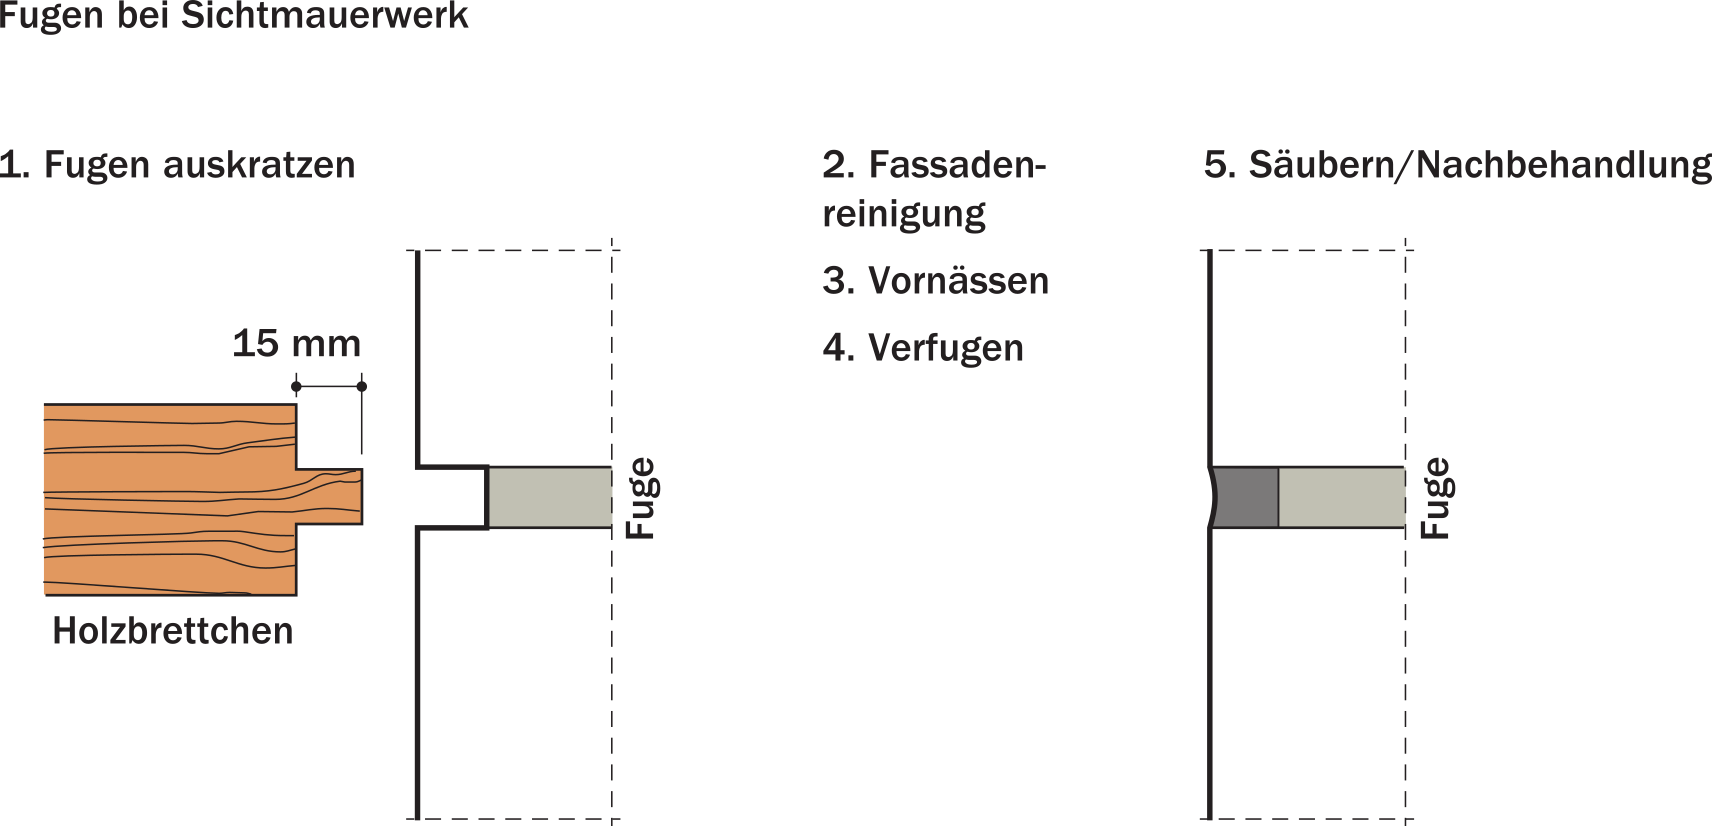 Fugen bei Sichtmauerwerk
1. Fugen auskratzen
15 mm
Holzbrettchen
Fuge
2. Fassaden-
reinigung
3. Vornässen
4. Verfugen
5. Säubern/Nachbehandlung
Fuge